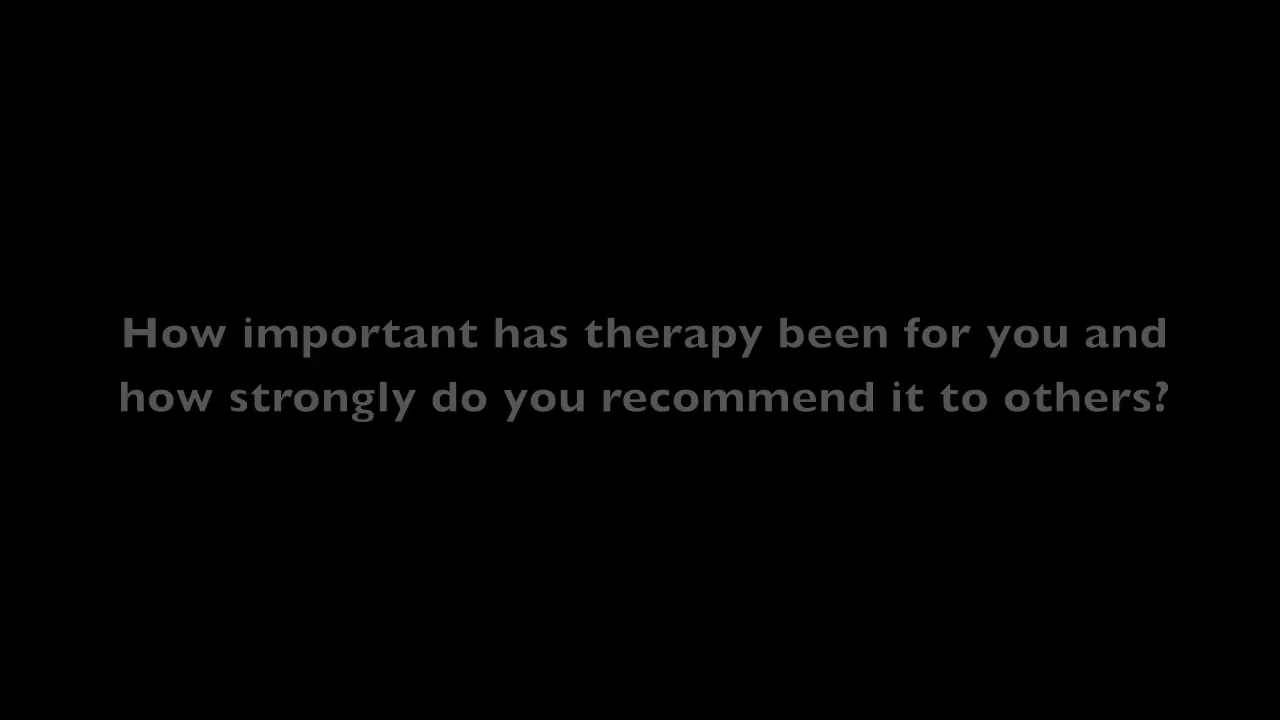 How important has therapy been for you and
how strongly do you recommend it to others?